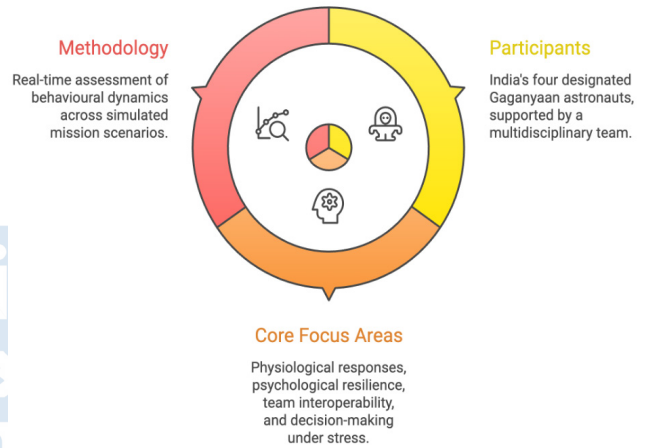 Methodology
Real-time assessment of
behavioural dynamics
across simulated
mission scenarios.
Participants
India's four designated
Gaganyaan astronauts,
supported by a
multidisciplinary team.
Core Focus Areas
Physiological responses,
psychological resilience,
team interoperability,
and decision-making
under stress.